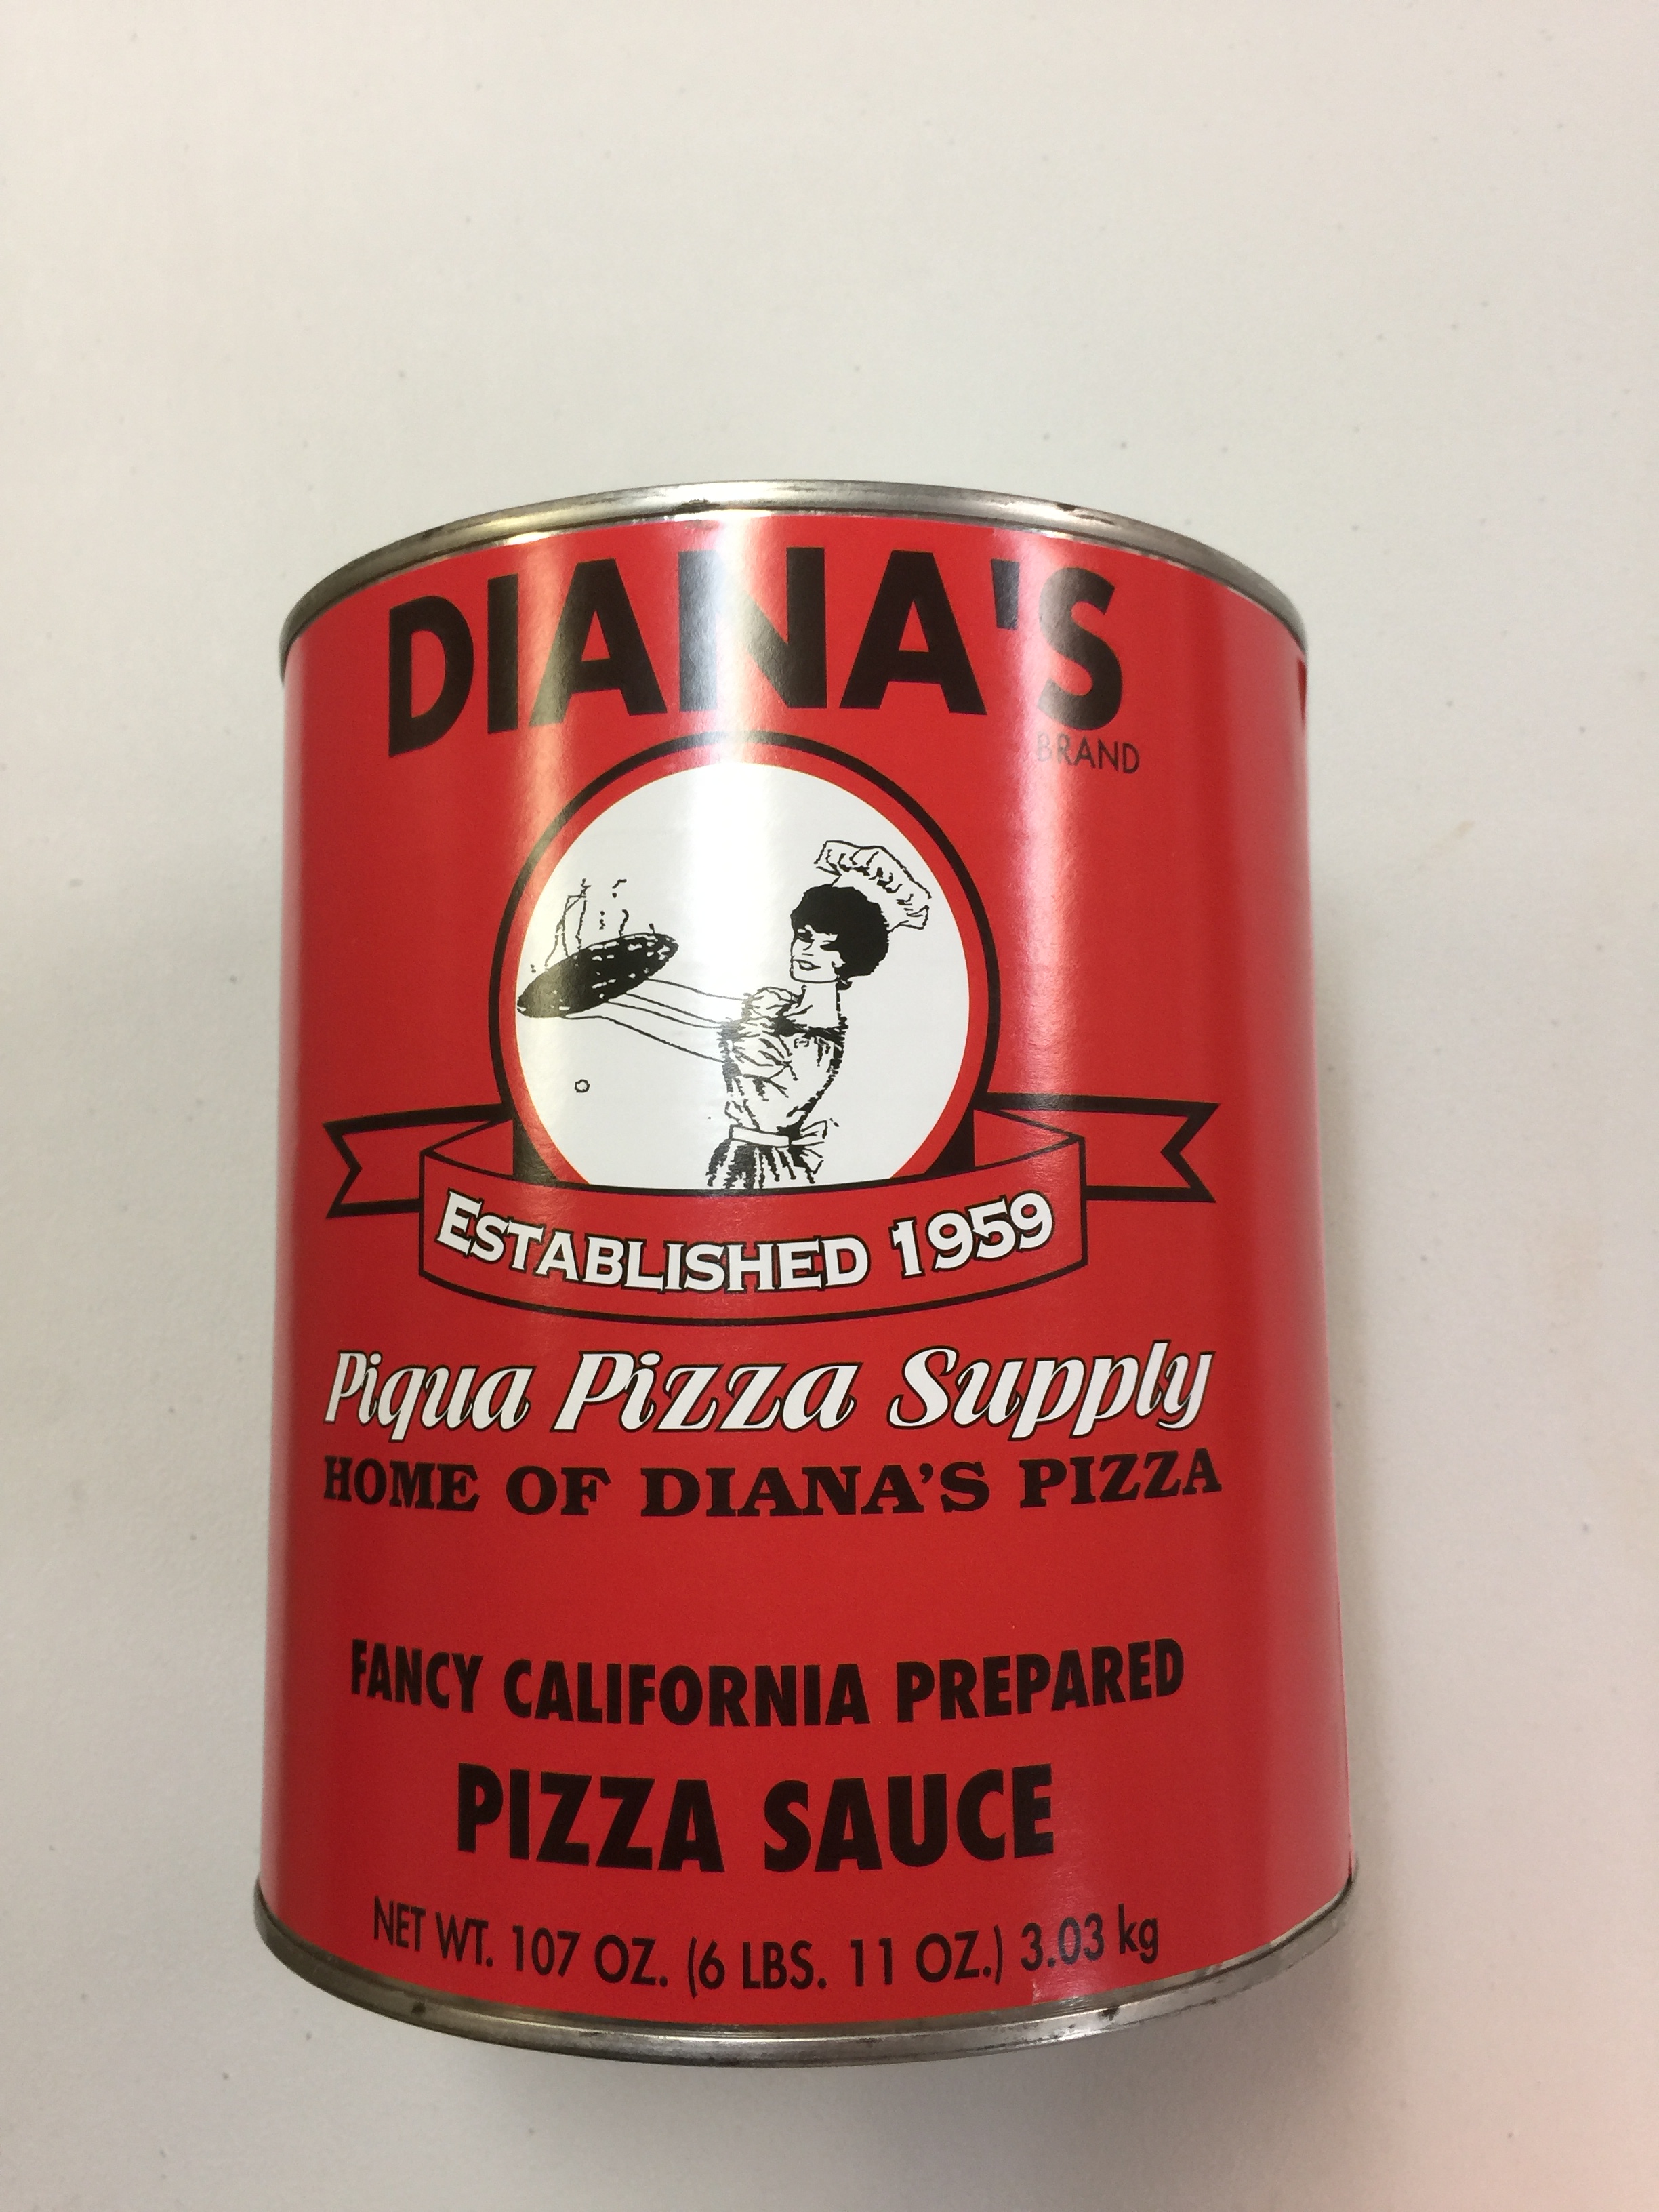 DIANA'S
BRAND
ESTABLISHED 1959
Piqua Pizza Supply
HOME OF DIANA'S PIZZA
FANCY CALIFORNIA PREPARED
PIZZA SAUCE
NET WT. 107 OZ. (6 LBS. 11 OZ.) 3.03 kg